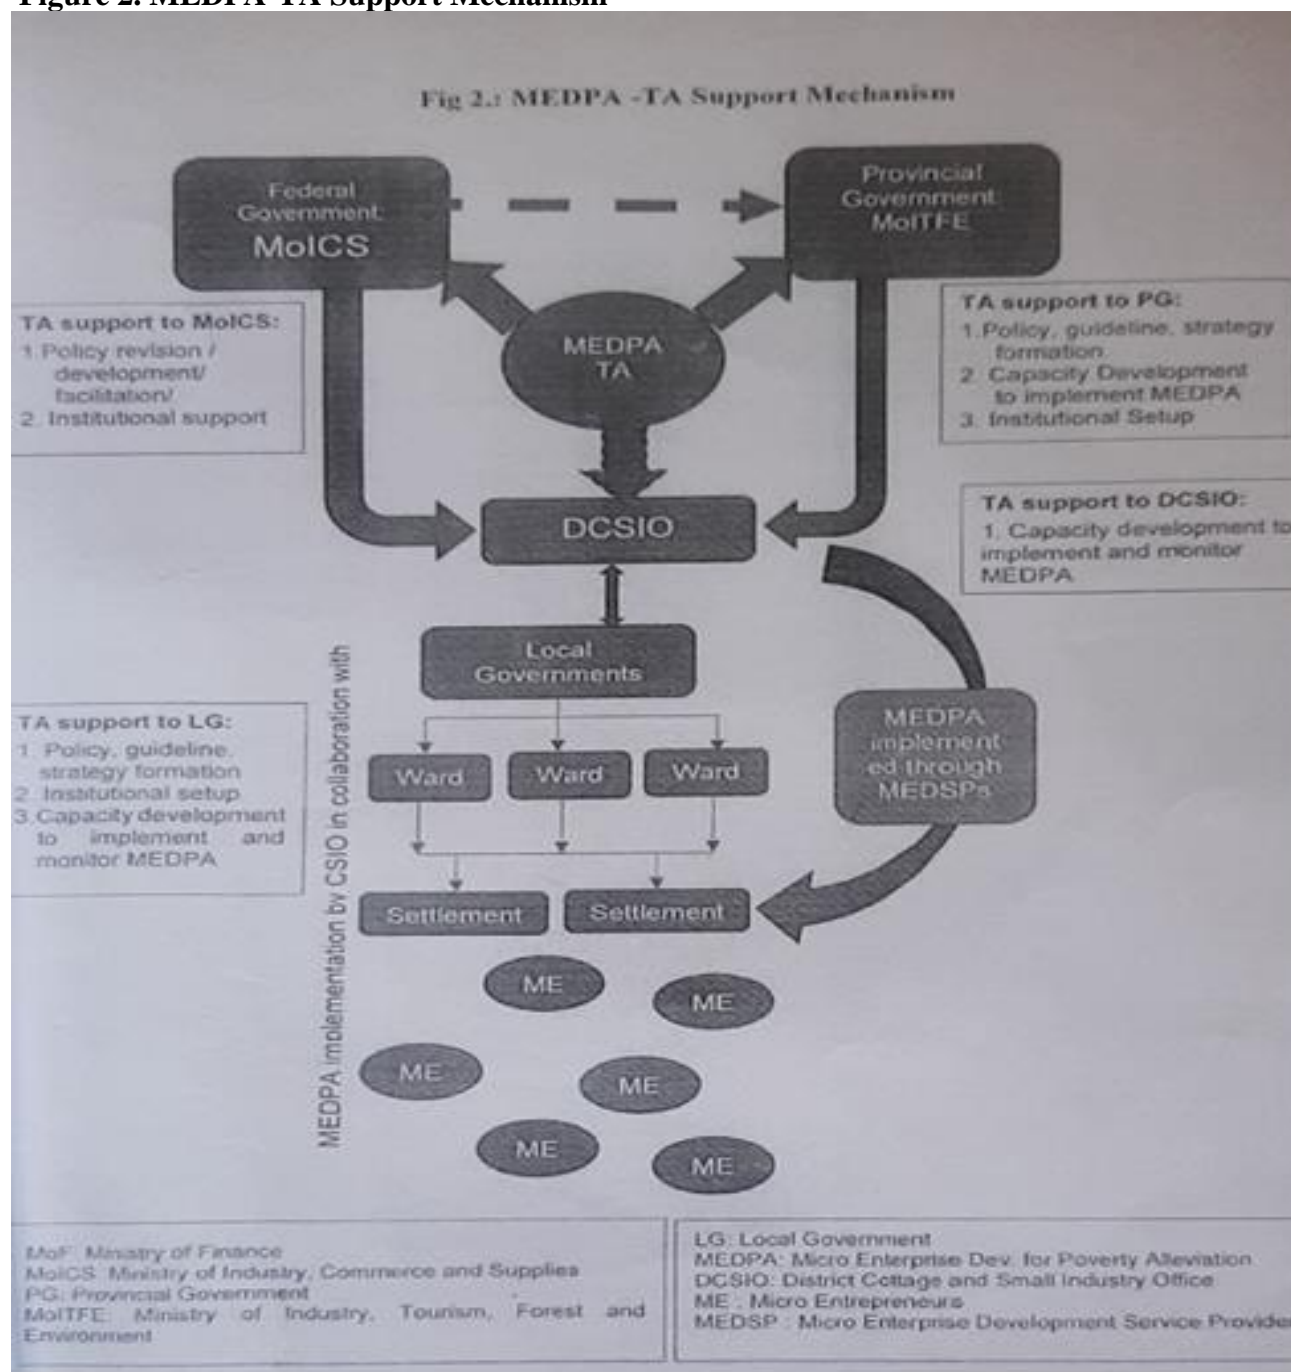 Figure 2. MEDPA-TA Support Mechanism
Fig 2.: MEDPA -TA Support Mechanism
Federal
Government
MoICS
Provincial
Government
MoITFE
MEDPA
TA
TA support to MoICS:
1.Policy revision /
development/
facilitation/
2. Institutional support
TA support to PG:
1.Policy, guideline, strategy
formation
2. Capacity Development
to implement MEDPA
3. Institutional Setup
DCSIO
TA support to DCSIO:
1. Capacity development to
implement and monitor
MEDPA
Local
Governments
TA support to LG:
1. Policy, guideline,
strategy formation
2. Institutional setup
3.Capacity development
to implement and
monitor MEDPA
MEDPA implementation by CSIO in collaboration with
Ward
Ward
Ward
MEDPA
implement
ed through
MEDSPs
Settlement
Settlement
ME
ME
ME
ME
ME
ME
MoF: Ministry of Finance
MoICS: Ministry of Industry, Commerce and Supplies
PG: Provincial Government
MoITFE: Ministry of Industry, Tourism, Forest and
Environment
LG: Local Government
MEDPA: Micro Enterprise Dev. for Poverty Alleviation
DCSIO: District Cottage and Small Industry Office
ME : Micro Entrepreneurs
MEDSP : Micro Enterprise Development Service Provide